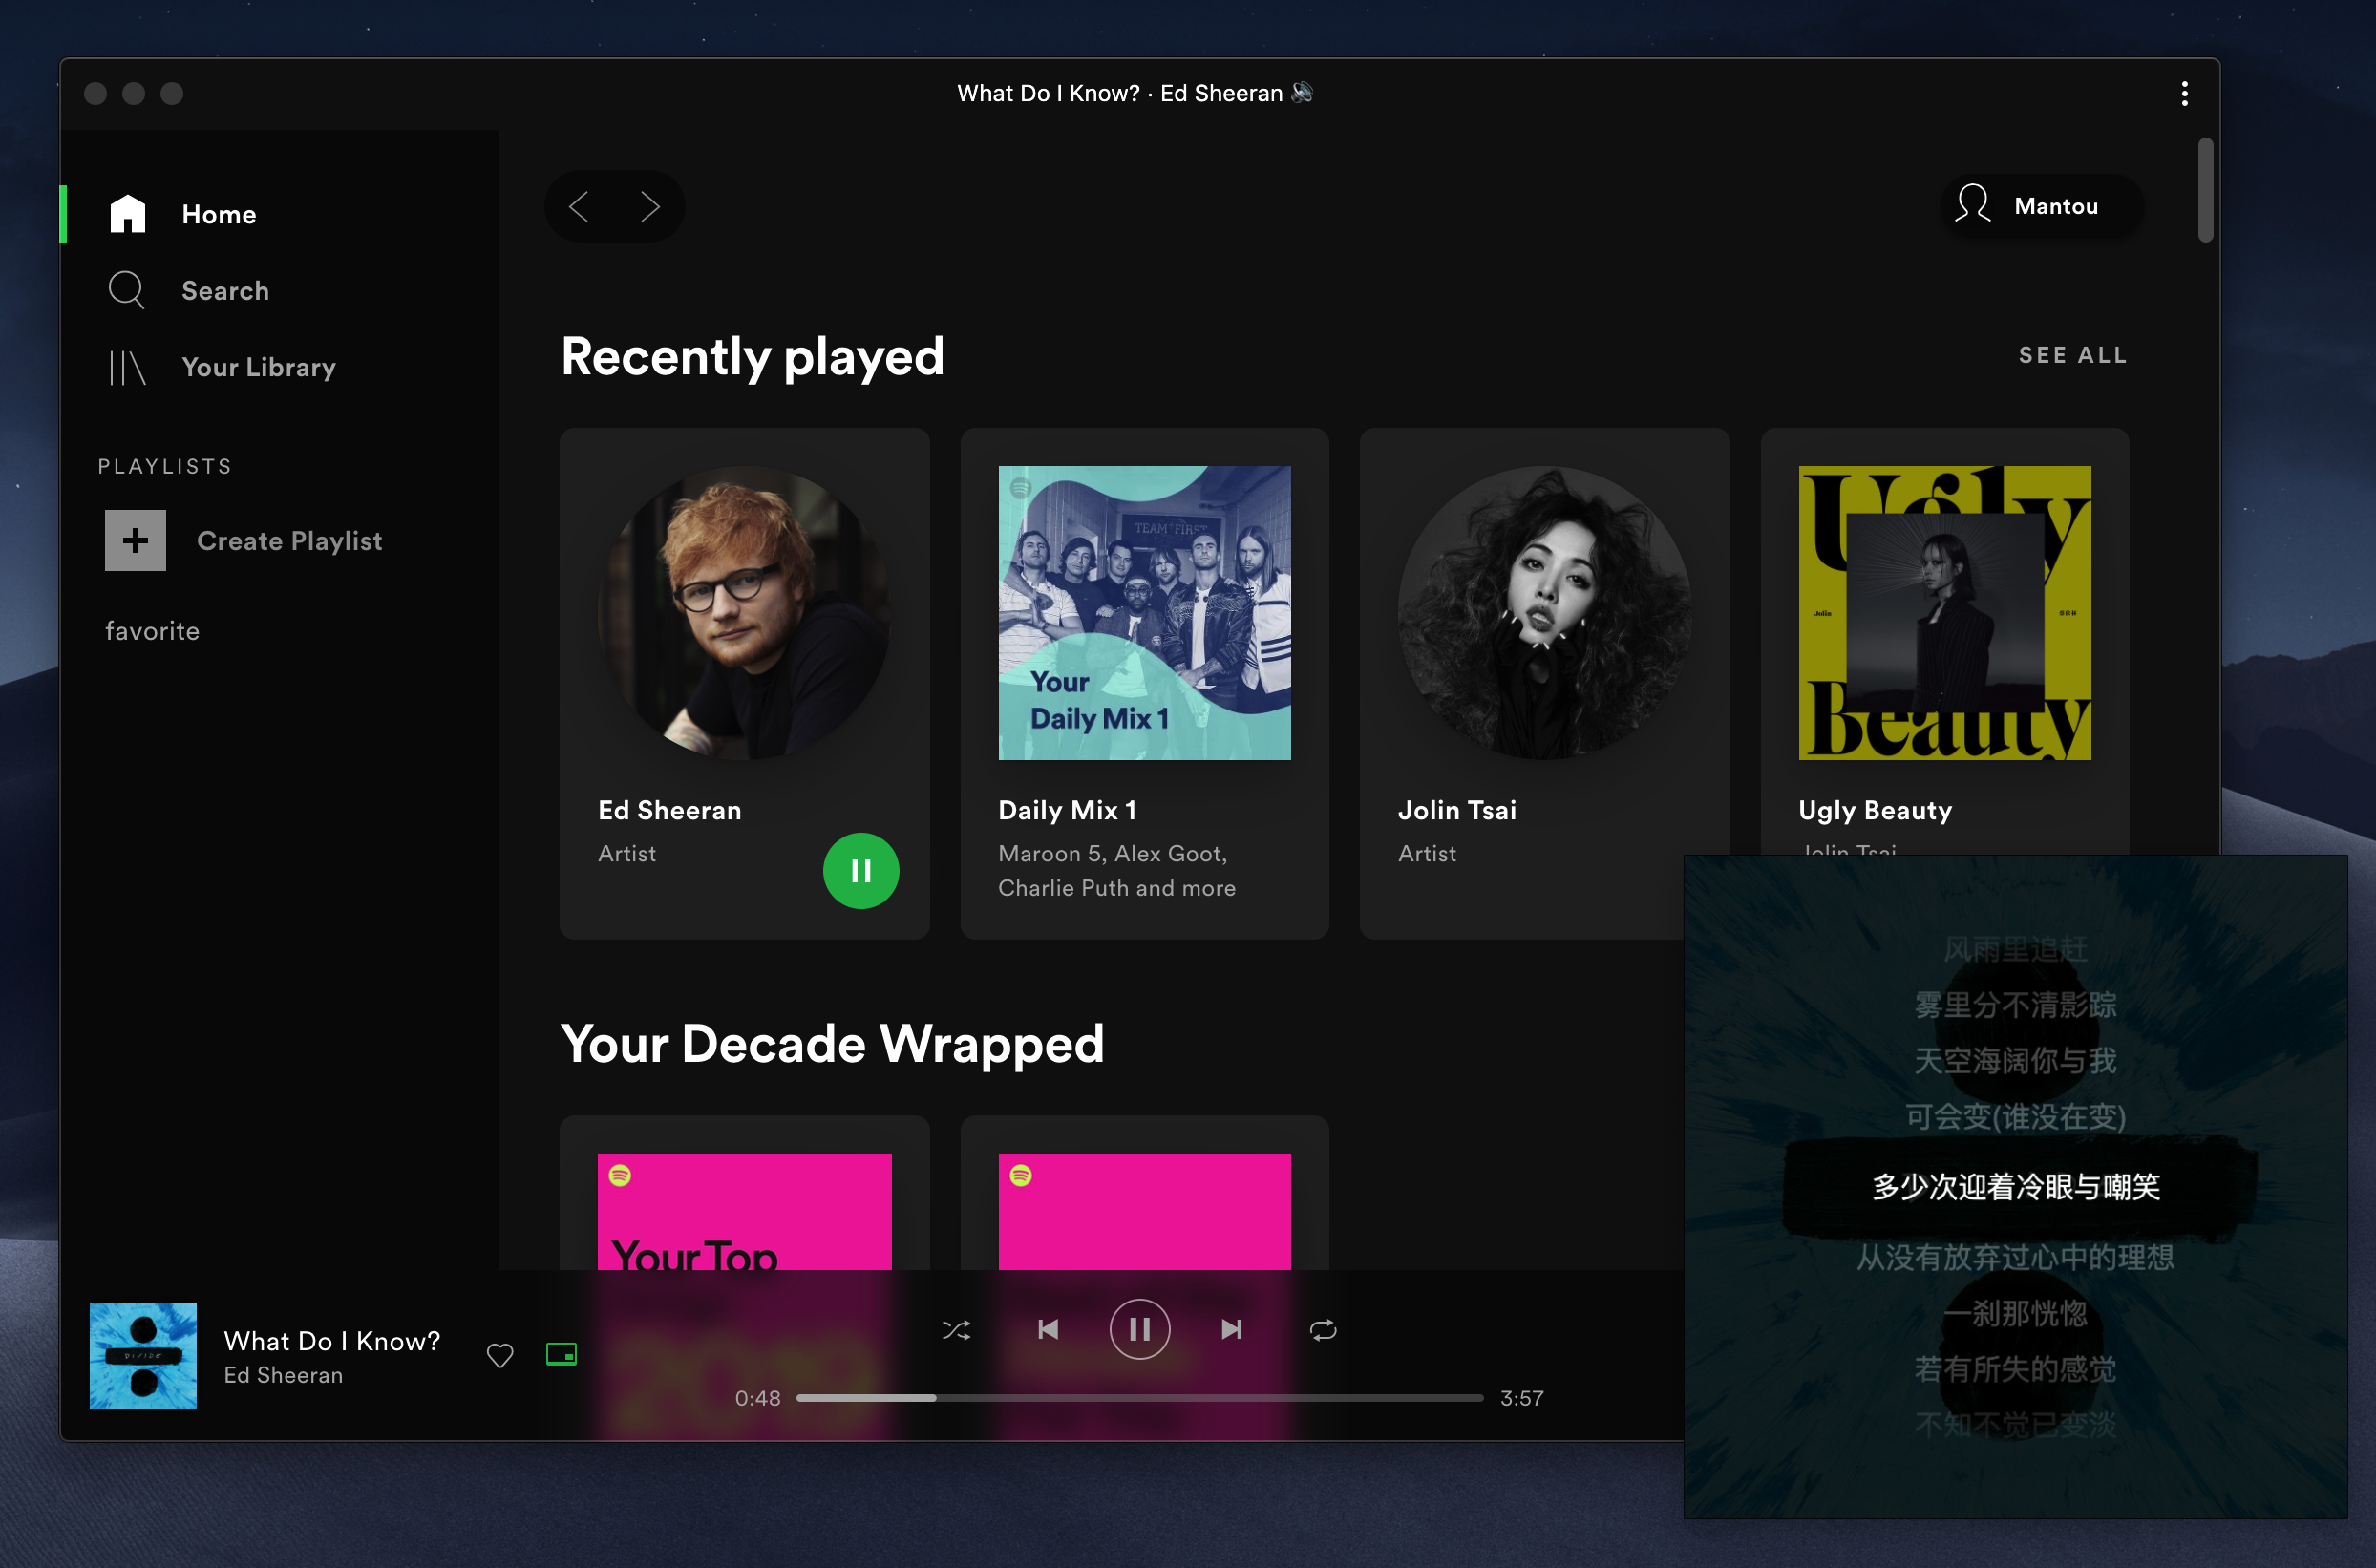 What Do I Know? · Ed Sheeran 🔊
Home
Search
Your Library
PLAYLISTS
Create Playlist
favorite
Mantou
Recently played
SEE ALL
TEAM FIRST
Your
Daily Mix 1
Ugly
Jolin
Beauty
Ed Sheeran
Artist
Daily Mix 1
Maroon 5, Alex Goot,
Charlie Puth and more
Jolin Tsai
Artist
Ugly Beauty
Jolin Tsai
Your Decade Wrapped
Your Top
2019
DIVIDE
What Do I Know?
Ed Sheeran
0:48
3:57
风雨里追赶
雾里分不清影踪
天空海阔你与我
可会变(谁没在变)
多少次迎着冷眼与嘲笑
从没有放弃过心中的理想
一刹那恍惚
若有所失的感觉
不知不觉已变淡